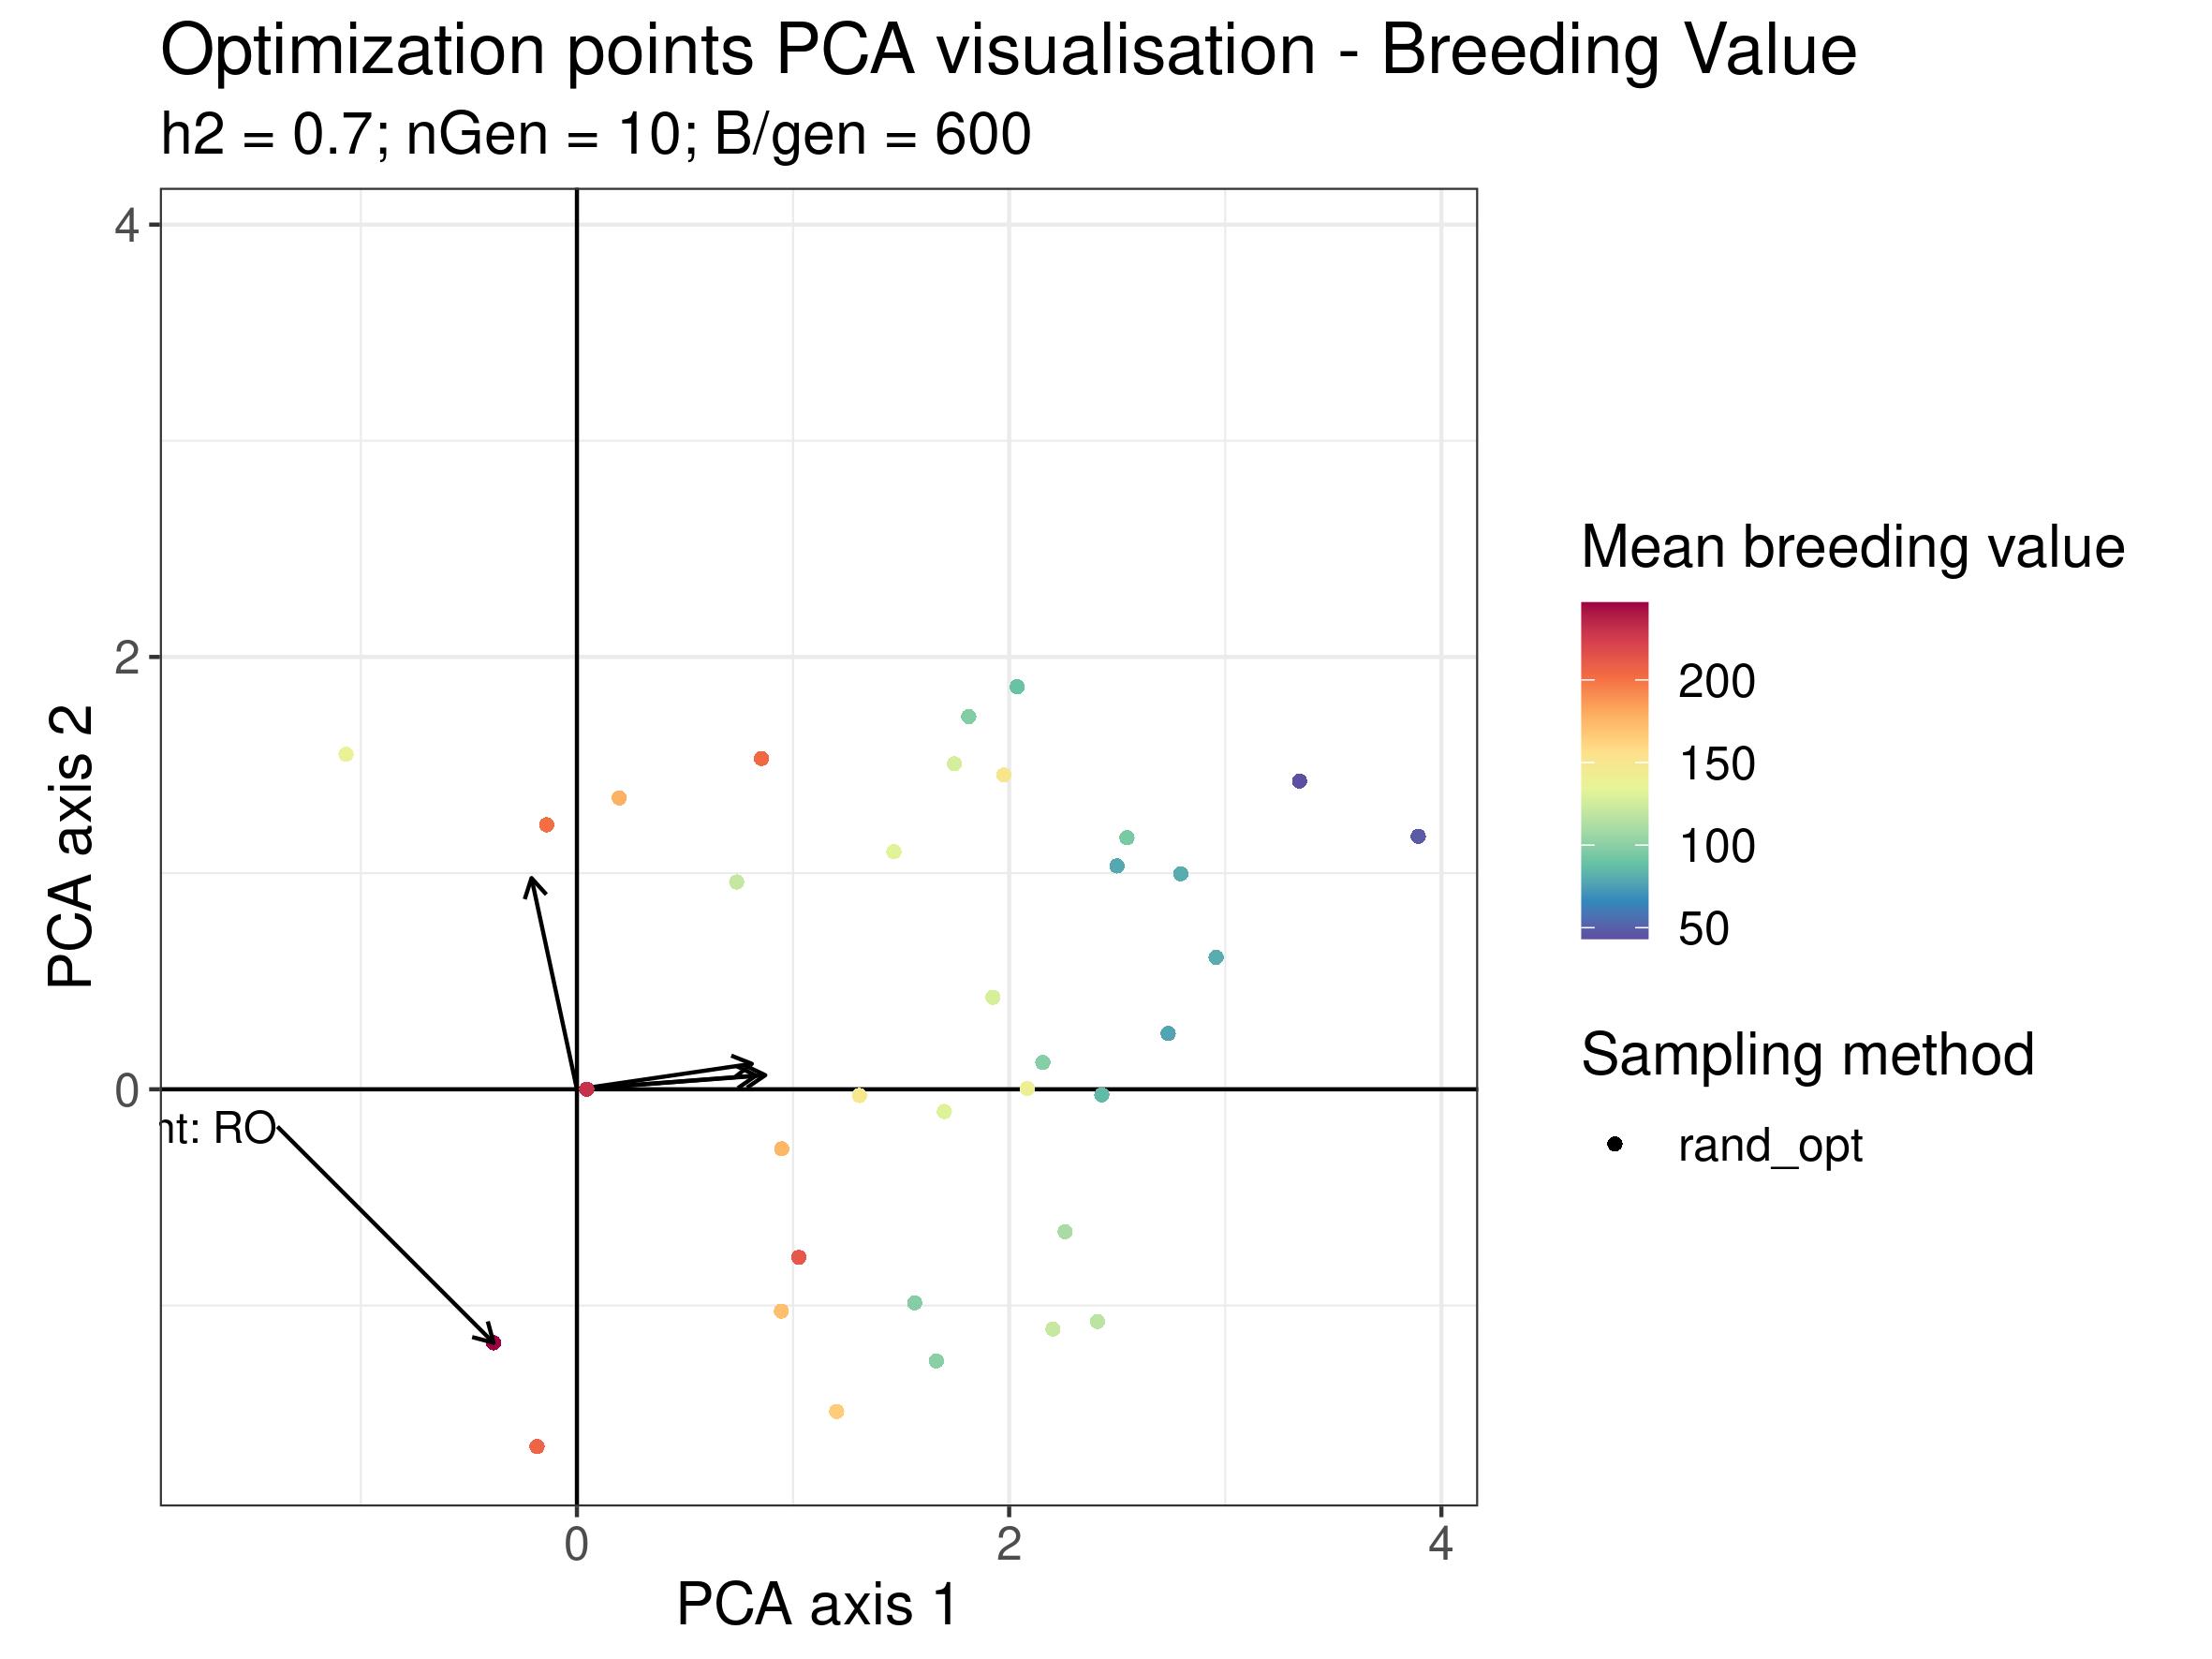 Optimization points PCA visualisation - Breeding Value
h2 = 0.7; nGen = 10; B/gen = 600
4
2
0
PCA axis 2
nt: RO
0
2
4
PCA axis 1
Mean breeding value
200
150
100
50
Sampling method
rand_opt